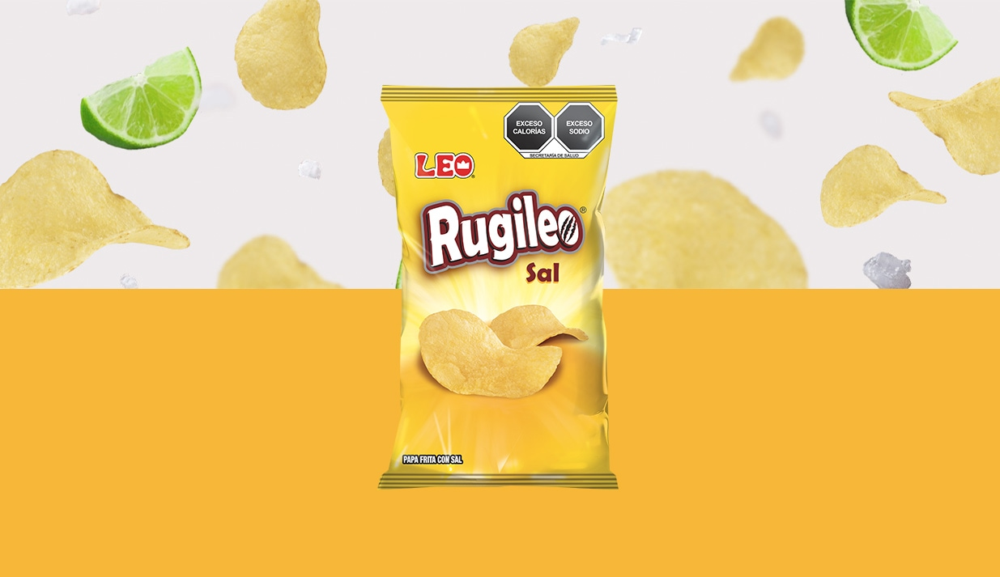 EXCESO
CALORÍAS
EXCESO
SODIO
SECRETARÍA DE SALUD
LEO
Rugileo
Sal
PAPA FRITA CON SAL